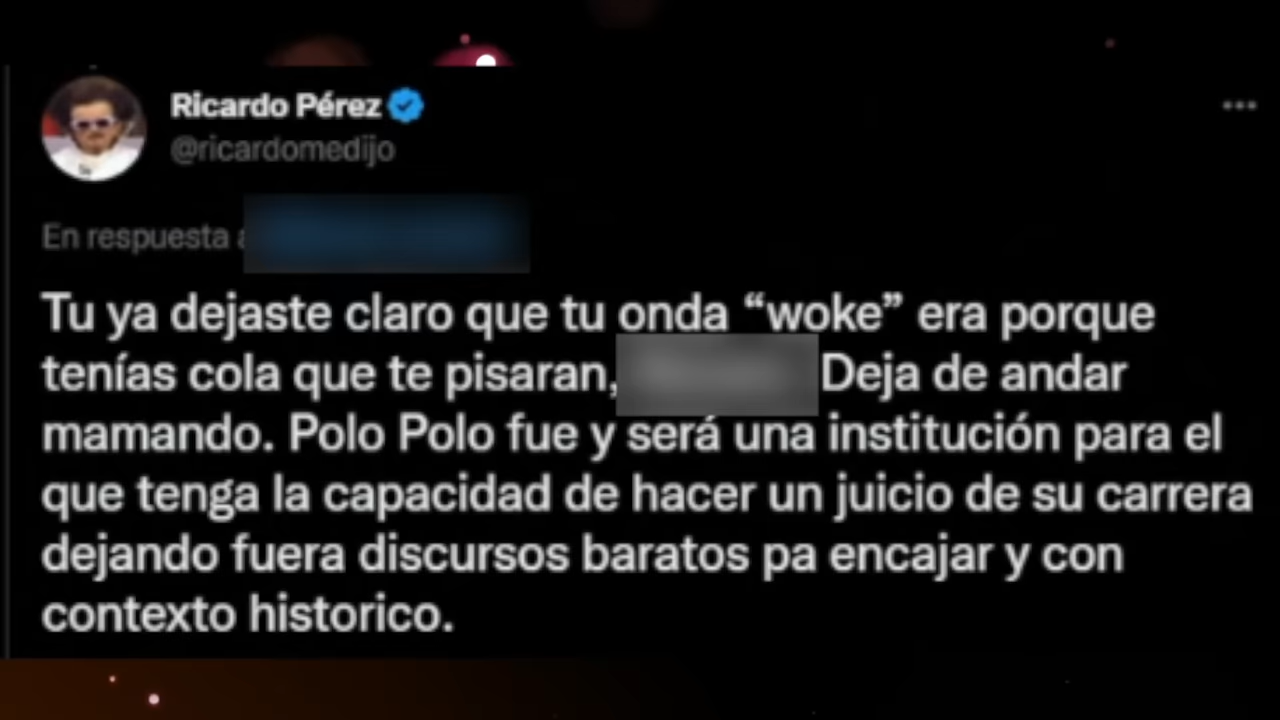 Ricardo Pérez
@ricardomedijo
En respuesta a
Tu ya dejaste claro que tu onda “woke” era porque
tenías cola que te pisaran, Deja de andar
mamando. Polo Polo fue y será una institución para el
que tenga la capacidad de hacer un juicio de su carrera
dejando fuera discursos baratos pa encajar y con
contexto historico.